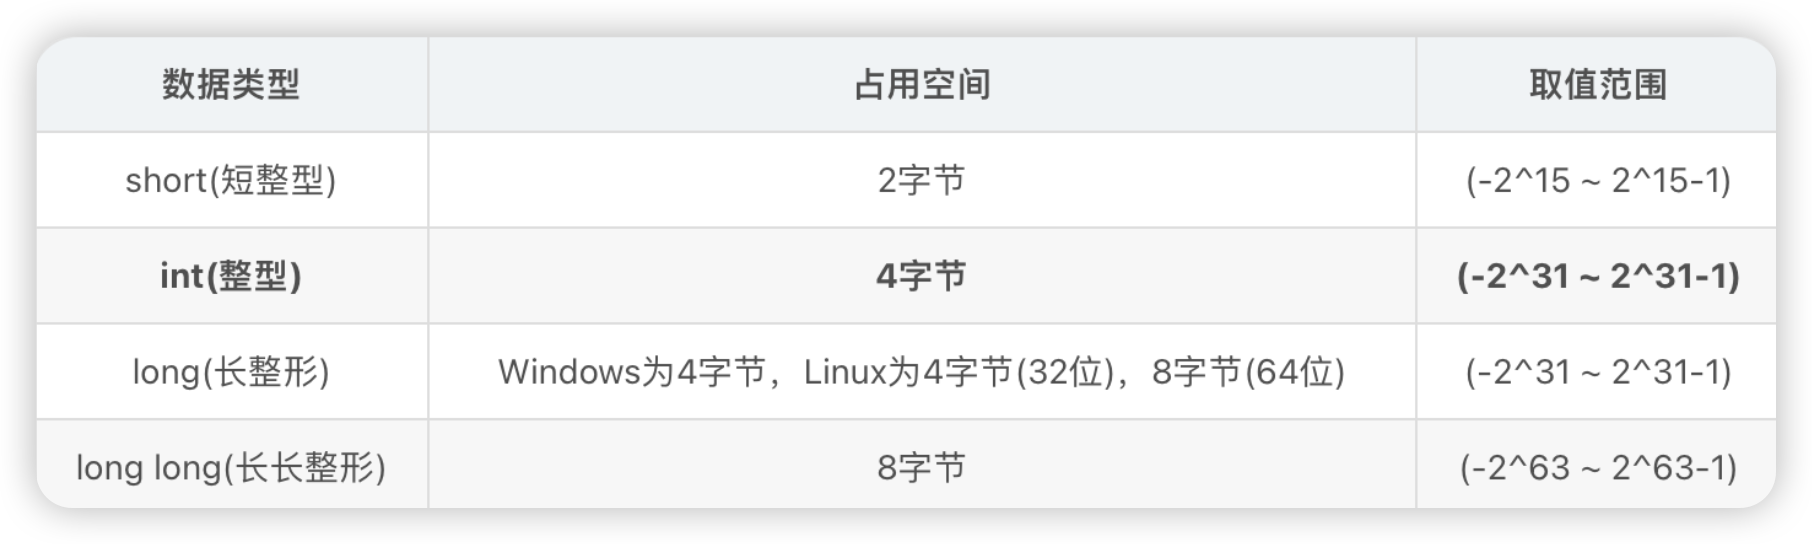 数据类型 占用空间 取值范围
short(短整型) 2字节 (-2^15 ~ 2^15-1)
int(整型) 4字节 (-2^31 ~ 2^31-1)
long(长整形) Windows为4字节，Linux为4字节(32位)，8字节(64位) (-2^31 ~ 2^31-1)
long long(长长整形) 8字节 (-2^63 ~ 2^63-1)